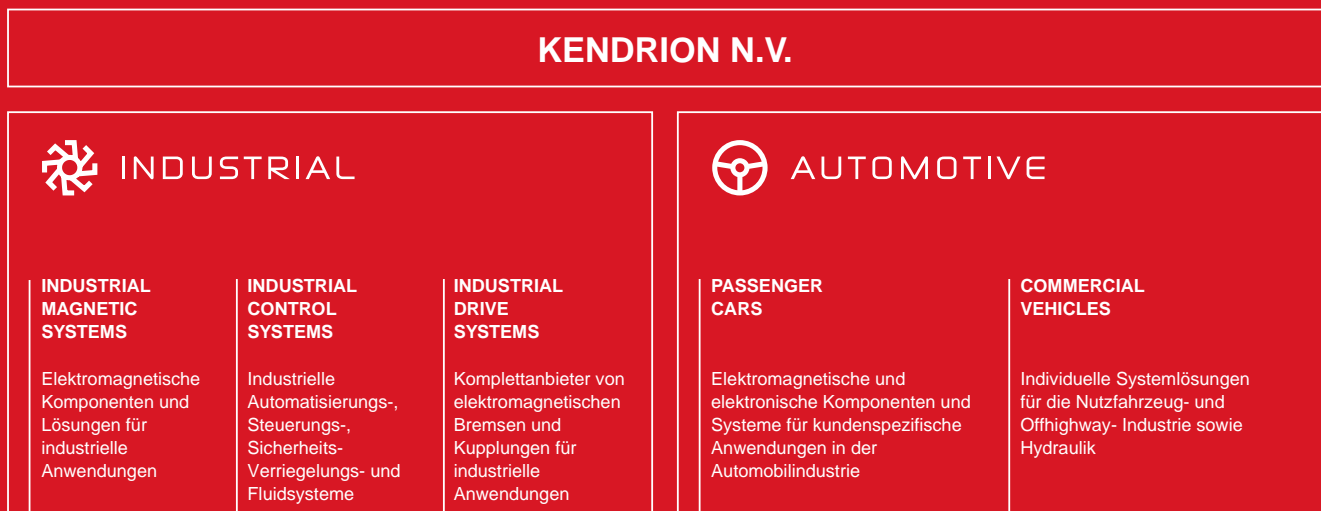 KENDRION N.V.
INDUSTRIAL
INDUSTRIAL
MAGNETIC
SYSTEMS
Elektromagnetische
Komponenten und
Lösungen für
industrielle
Anwendungen
INDUSTRIAL
CONTROL
SYSTEMS
Industrielle
Automatisierungs-,
Steuerungs-,
Sicherheits-
Verriegelungs- und
Fluidsysteme
INDUSTRIAL
DRIVE
SYSTEMS
Komplettanbieter von
elektromagnetischen
Bremsen und
Kupplungen für
industrielle
Anwendungen
AUTOMOTIVE
PASSENGER
CARS
Elektromagnetische und
elektronische Komponenten und
Systeme für kundenspezifische
Anwendungen in der
Automobilindustrie
COMMERCIAL
VEHICLES
Individuelle Systemlösungen
für die Nutzfahrzeug- und
Offhighway- Industrie sowie
Hydraulik